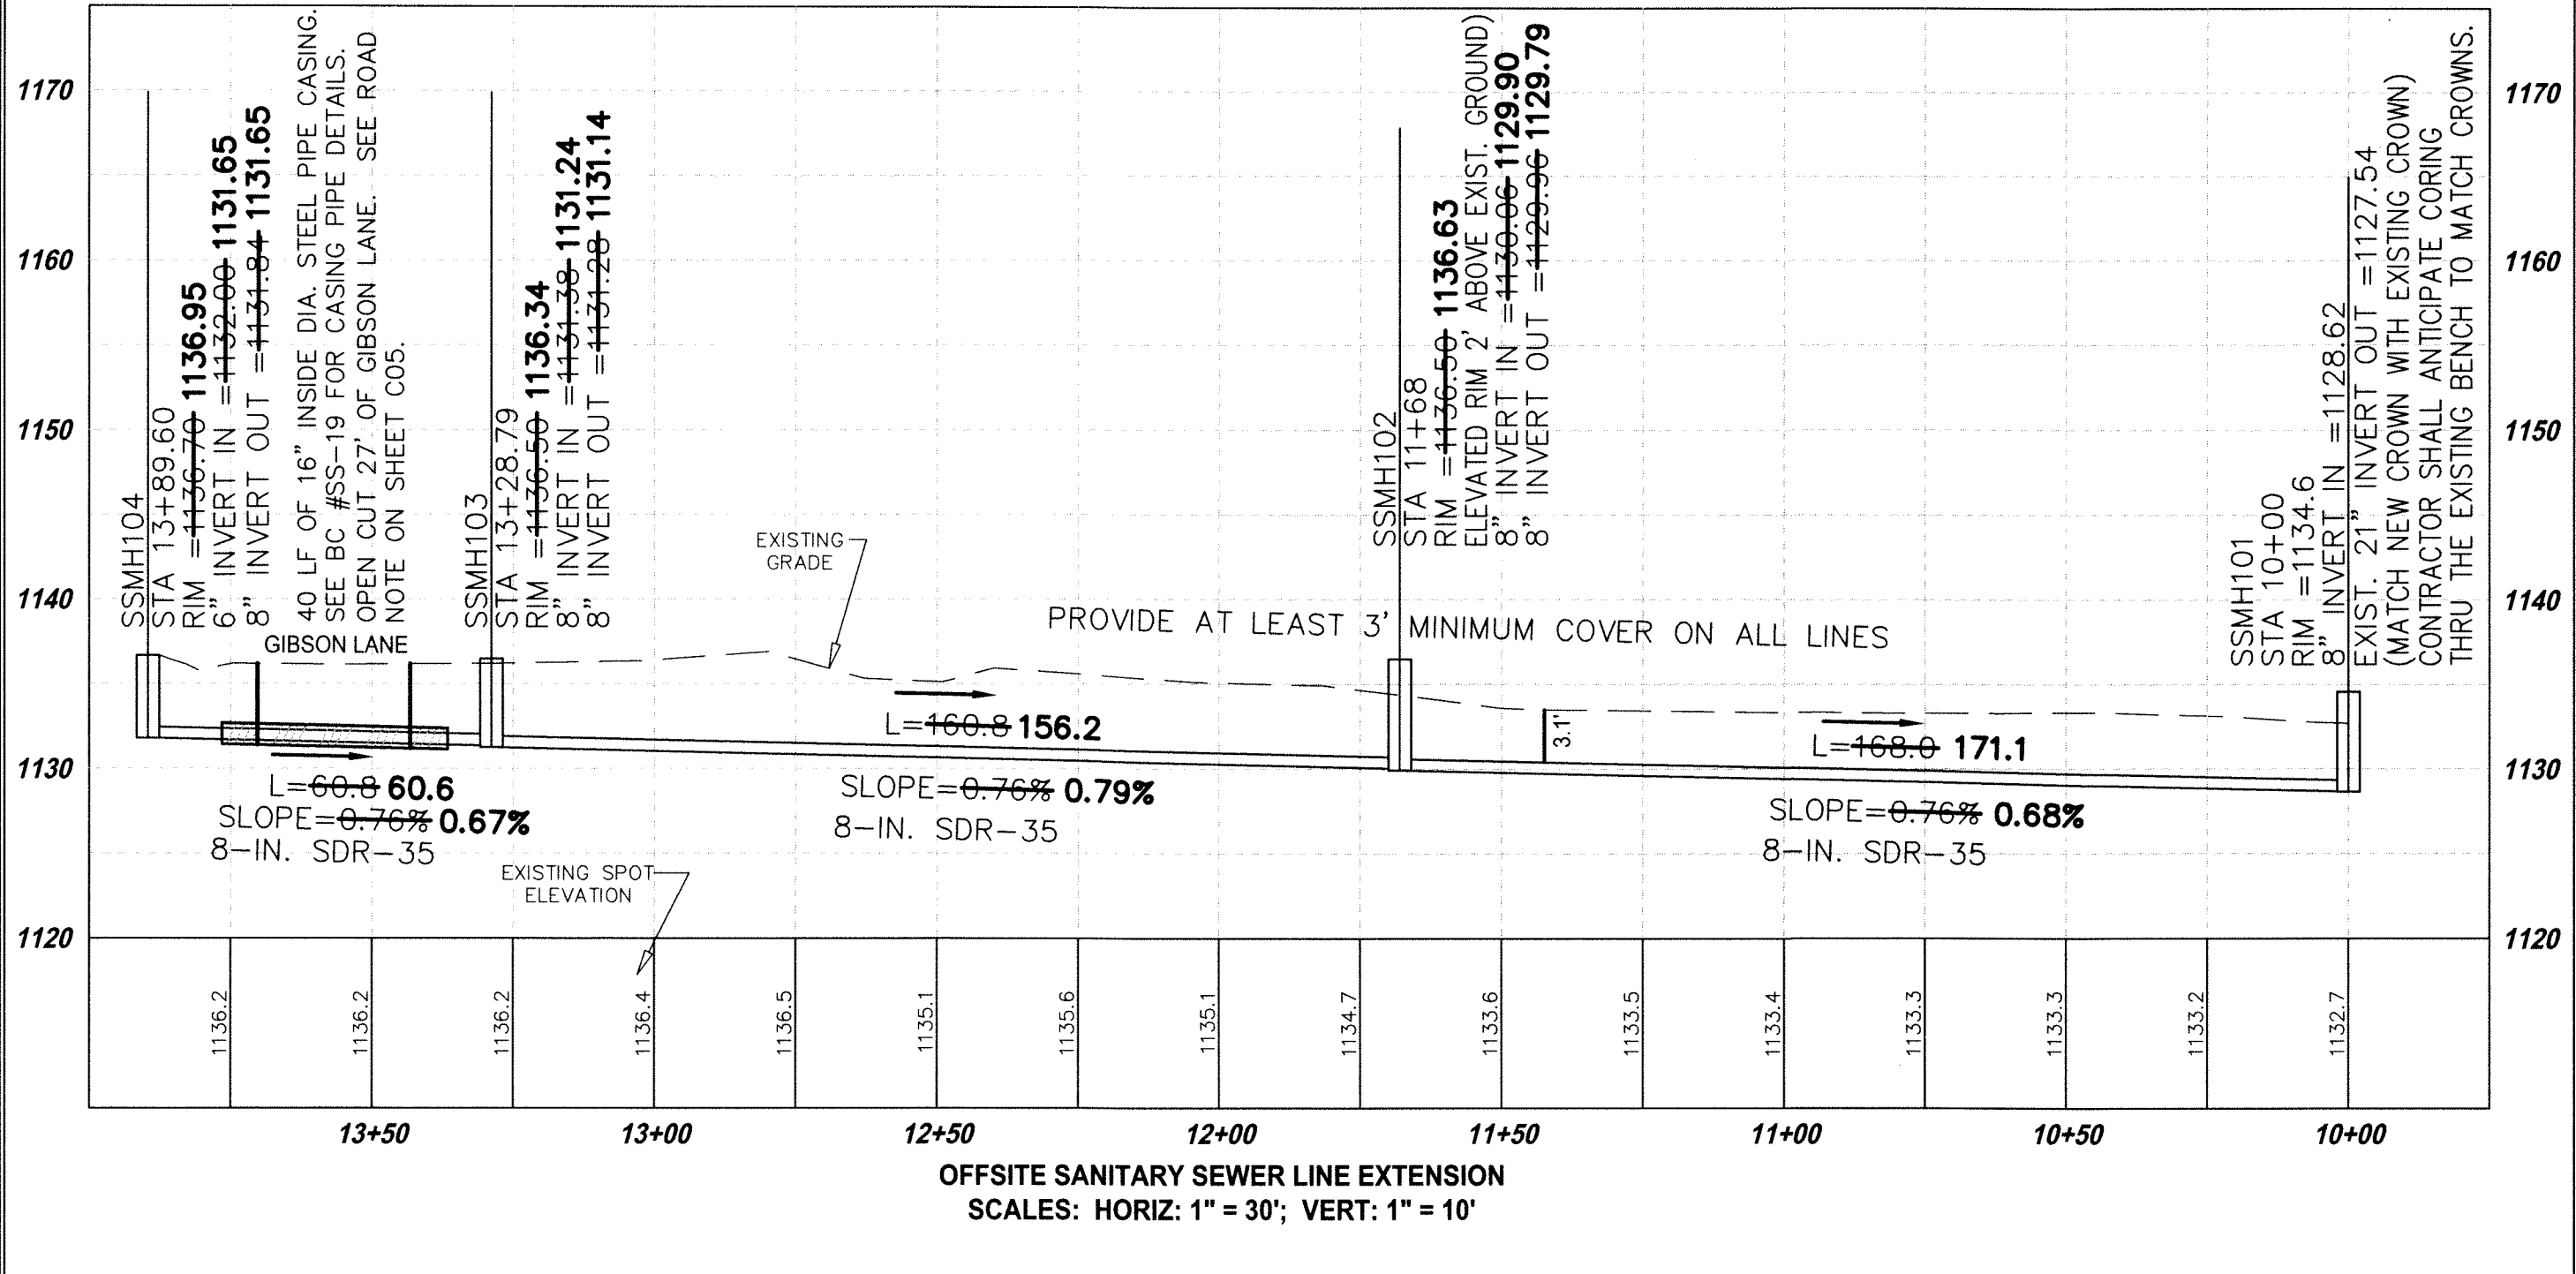 1170
1160
1150
1140
1130
1120
SSMH104
STA 13+89.60
RIM =1136.70 1136.95
6" INVERT IN =1132.00 1131.65
8" INVERT OUT =1131.84 1131.65
40 LF OF 16" INSIDE DIA. STEEL PIPE CASING.
SEE BC #SS-19 FOR CASING PIPE DETAILS.
OPEN CUT 27' OF GIBSON LANE. SEE ROAD
NOTE ON SHEET C05.
GIBSON LANE
SSMH103
STA 13+28.79
RIM =1136.50 1136.34
8" INVERT IN =1131.38 1131.24
8" INVERT OUT =1131.28 1131.14
EXISTING
GRADE
PROVIDE AT LEAST 3' MINIMUM COVER ON ALL LINES
SSMH102
STA 11+68
RIM =1136.50 1136.63
ELEVATED RIM 2' ABOVE EXIST. GROUND)
8" INVERT IN =1130.06 1129.90
8" INVERT OUT =1129.96 1129.79
SSMH101
STA 10+00
RIM =1134.6
8" INVERT IN =1128.62
EXIST. 21" INVERT OUT =1127.54
(MATCH NEW CROWN WITH EXISTING CROWN)
CONTRACTOR SHALL ANTICIPATE CORING
THRU THE EXISTING BENCH TO MATCH CROWNS.
1170
1160
1150
1140
1130
1120
L=60.8 60.6
SLOPE=0.76% 0.67%
8-IN. SDR-35
L=160.8 156.2
SLOPE=0.76% 0.79%
8-IN. SDR-35
3.1'
L=168.0 171.1
SLOPE=0.76% 0.68%
8-IN. SDR-35
EXISTING SPOT
ELEVATION
1136.2
1136.2
1136.2
1136.4
1136.5
1135.1
1135.6
1135.1
1134.7
1133.6
1133.5
1133.4
1133.3
1133.3
1133.2
1132.7
13+50
13+00
12+50
12+00
11+50
11+00
10+50
10+00
OFFSITE SANITARY SEWER LINE EXTENSION
SCALES: HORIZ: 1" = 30'; VERT: 1" = 10'